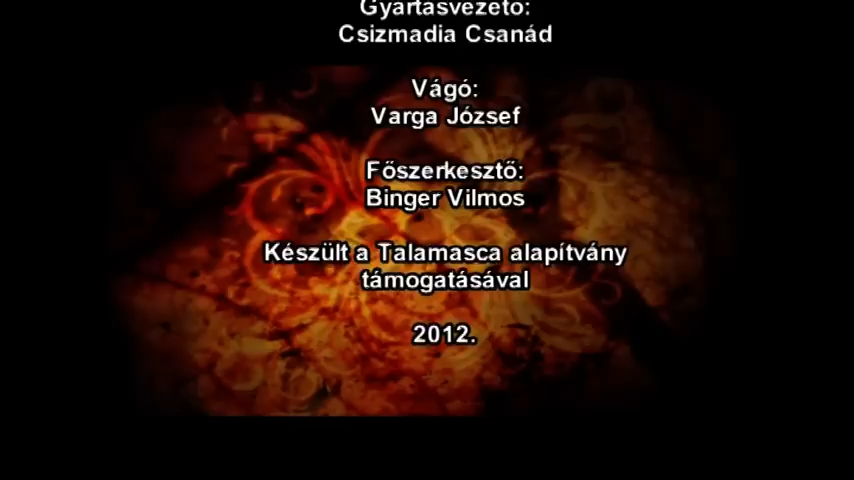 Gyártásvezető:
Csizmadia Csanád
Vágó:
Varga József
Főszerkesztő:
Binger Vilmos
Készült a Talamasca alapítvány
támogatásával
2012.